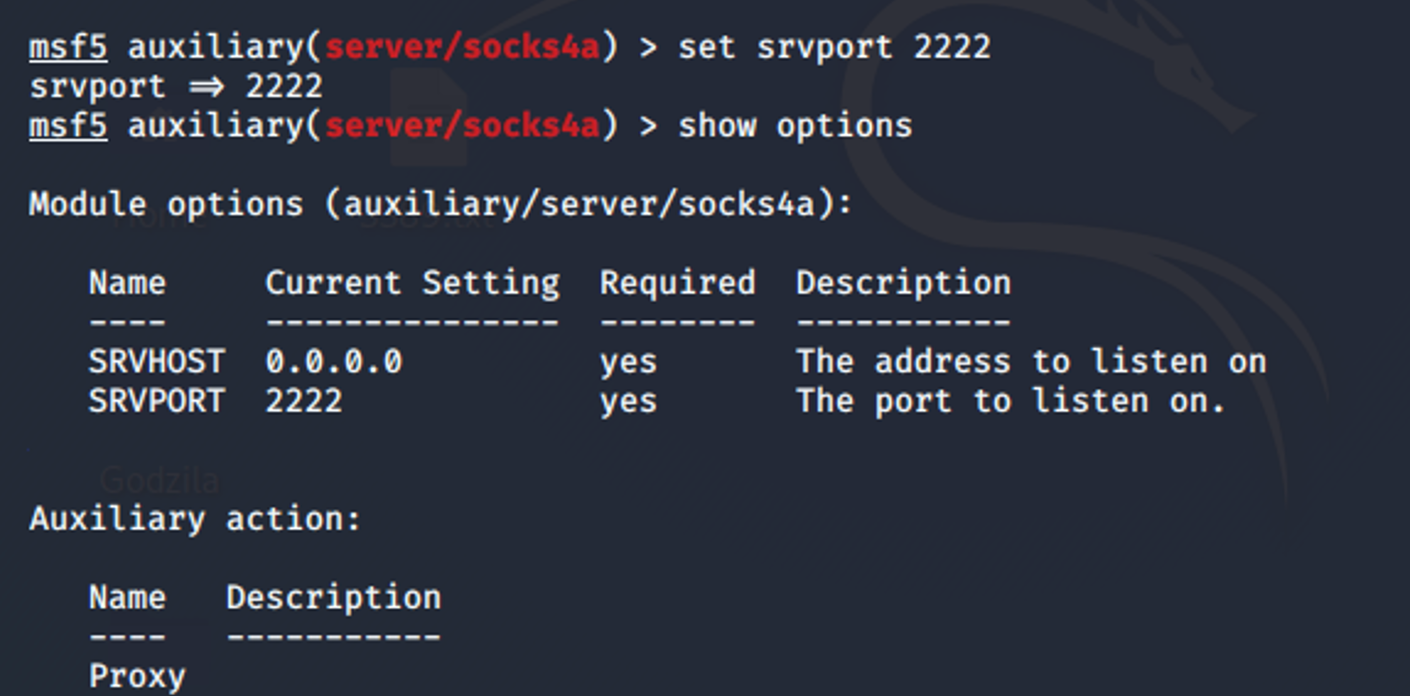 msf5 auxiliary(server/socks4a) > set srvport 2222
srvport ⇒ 2222
msf5 auxiliary(server/socks4a) > show options
Module options (auxiliary/server/socks4a):
Name Current Setting Required Description
---- --------------- -------- -----------
SRVHOST 0.0.0.0 yes The address to listen on
SRVPORT 2222 yes The port to listen on.
Godzila
Auxiliary action:
Name Description
---- -----------
Proxy